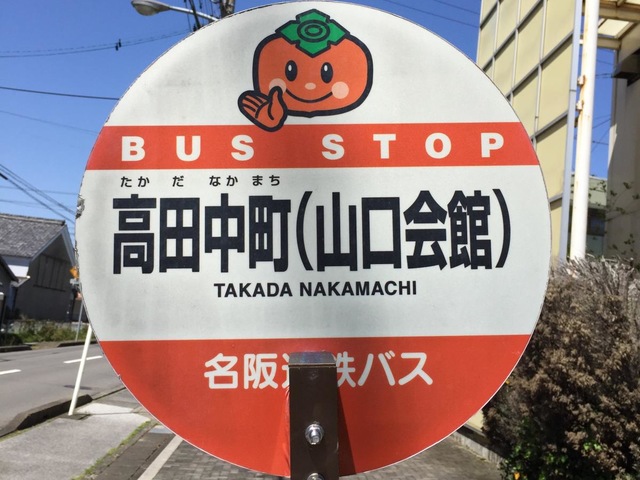 BUS STOP
たかだ なかまち
高田中町(山口会館)
TAKADA NAKAMACHI
名阪 鉄バス